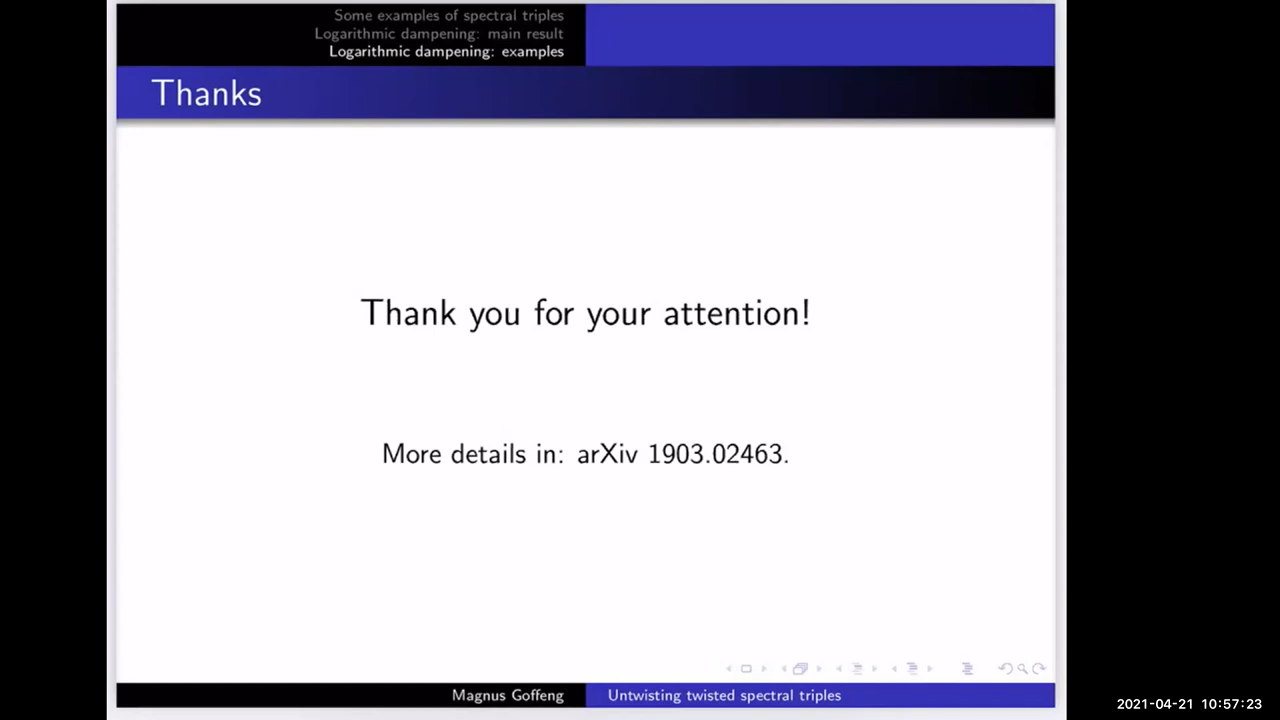 Some examples of spectral triples
Logarithmic dampening: main result
Logarithmic dampening: examples
Thanks
Thank you for your attention!
More details in: arXiv 1903.02463.
Magnus Goffeng
Untwisting twisted spectral triples
2021-04-21 10:57:23